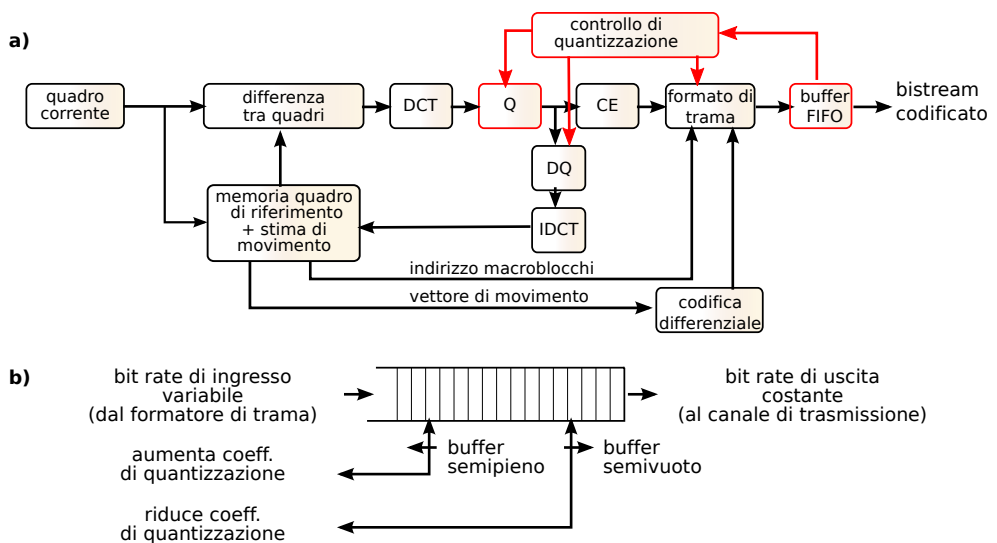 a)
controllo di
quantizzazione
quadro
corrente
differenza
tra quadri
DCT
Q
CE
formato di
trama
buffer
FIFO
bistream
codificato
DQ
memoria quadro
di riferimento
+ stima di
movimento
IDCT
indirizzo macroblocchi
vettore di movimento
codifica
differenziale
b)
bit rate di ingresso
variabile
(dal formatore di trama)
bit rate di uscita
costante
(al canale di trasmissione)
buffer
semipieno
buffer
semivuoto
aumenta coeff.
di quantizzazione
riduce coeff.
di quantizzazione